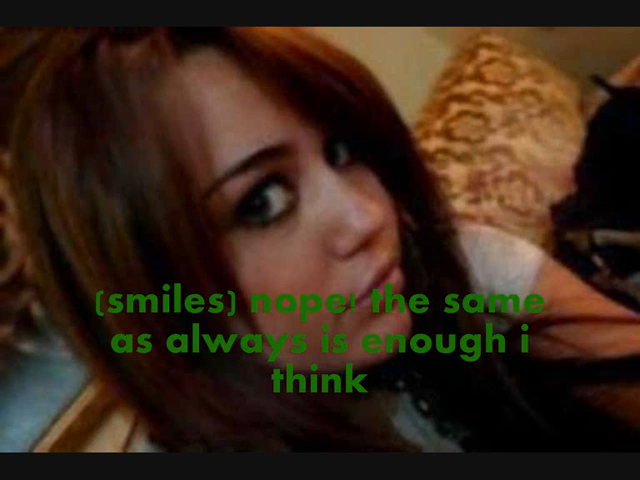 (smiles) nope! the same
as always is enough i
think